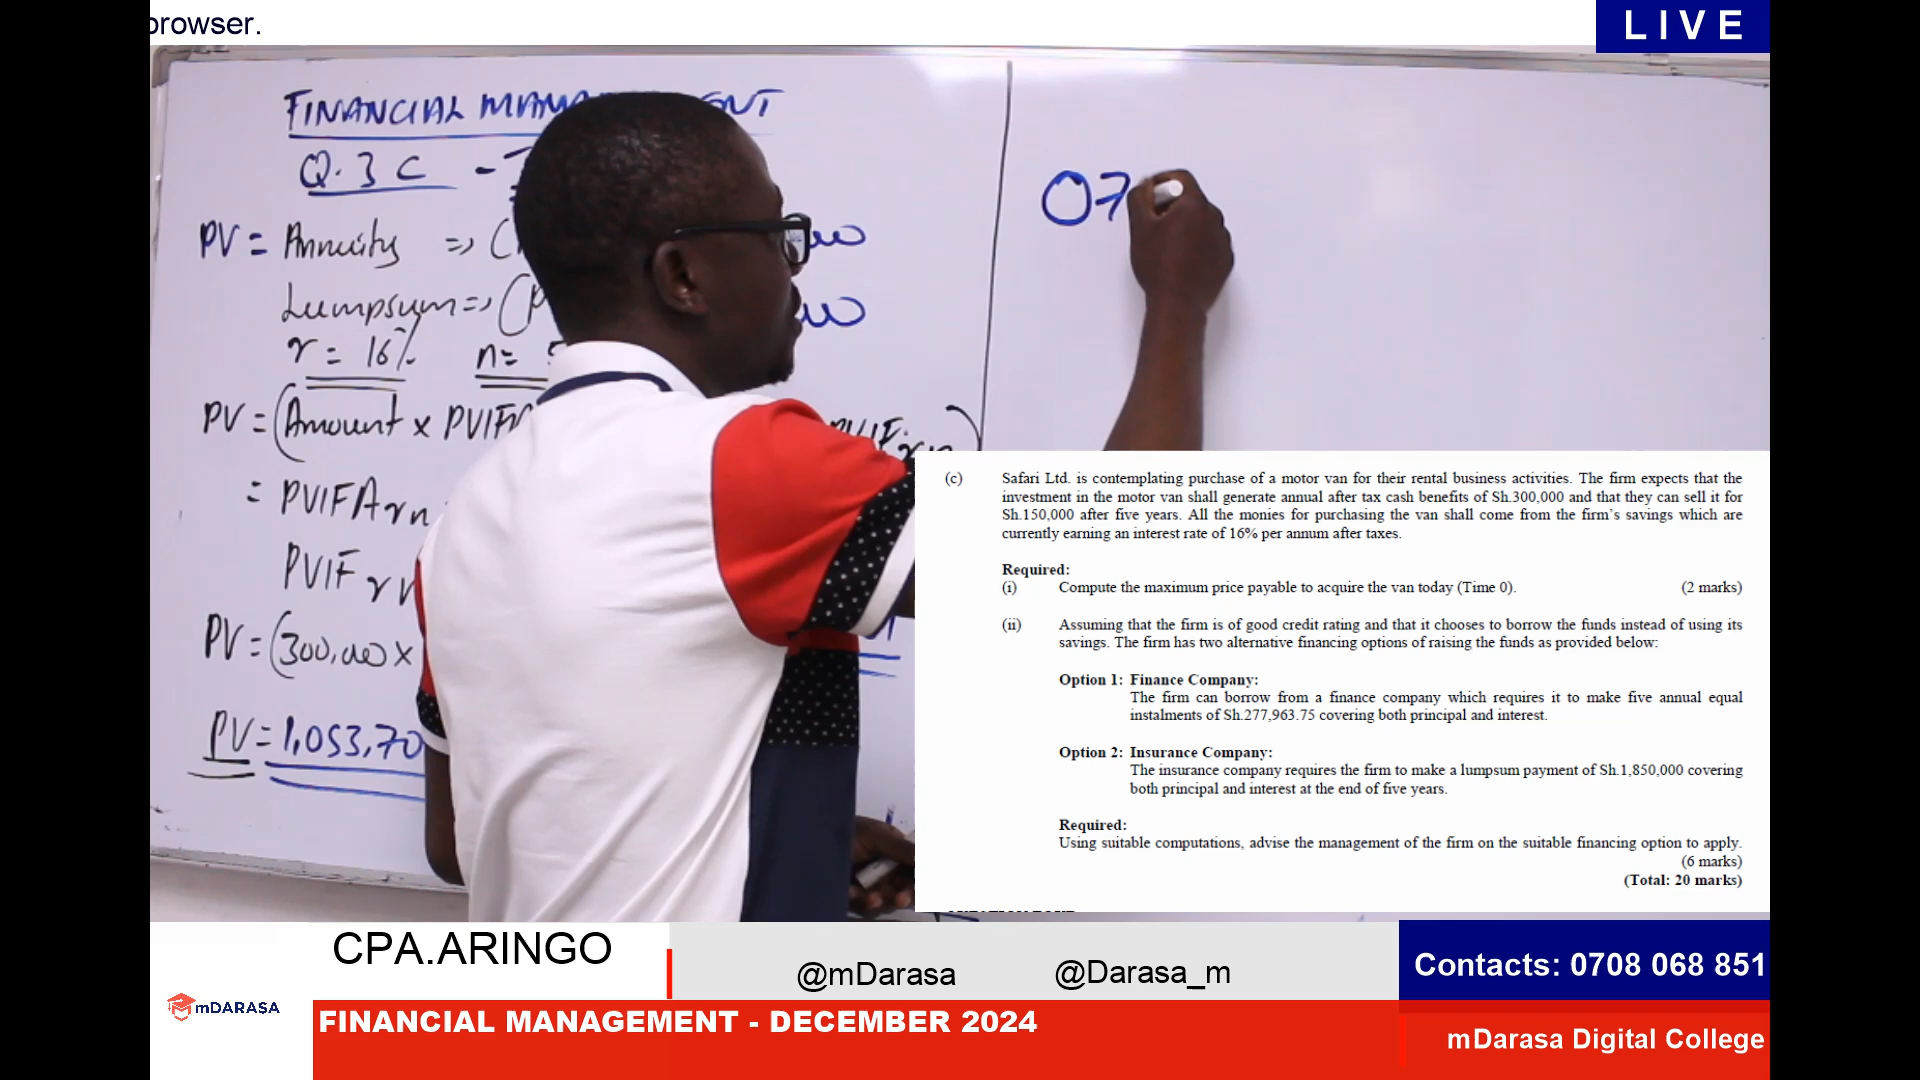 browser.
LIVE
FINANCIAL
Q. 3 C -
PV = Annuity =>
Lumpsum =>
r = 16%
n =
PV = (Amount x
= PVIFA rn
PVIF
PV = (300,000 x
PV = 1,053,70
07
(c) Safari Ltd. is contemplating purchase of a motor van for their rental business activities. The firm expects that the
investment in the motor van shall generate annual after tax cash benefits of Sh.300,000 and that they can sell it for
Sh.150,000 after five years. All the monies for purchasing the van shall come from the firm's savings which are
currently earning an interest rate of 16% per annum after taxes.
Required:
(i) Compute the maximum price payable to acquire the van today (Time 0). (2 marks)
(ii) Assuming that the firm is of good credit rating and that it chooses to borrow the funds instead of using its
savings. The firm has two alternative financing options of raising the funds as provided below:
Option 1: Finance Company:
The firm can borrow from a finance company which requires it to make five annual equal
instalments of Sh.277,963.75 covering both principal and interest.
Option 2: Insurance Company:
The insurance company requires the firm to make a lumpsum payment of Sh.1,850,000 covering
both principal and interest at the end of five years.
Required:
Using suitable computations, advise the management of the firm on the suitable financing option to apply.
(6 marks)
(Total: 20 marks)
CPA.ARINGO
@mDarasa
@Darasa_m
Contacts: 0708 068 851
mDARASA
FINANCIAL MANAGEMENT - DECEMBER 2024
mDarasa Digital College